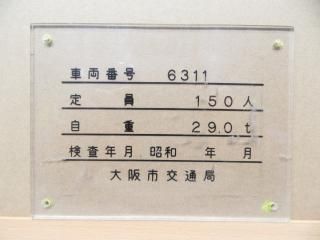 車両番号 6311
定員 150人
自重 29.0t
検査年月 昭和 年 月
大阪市交通局